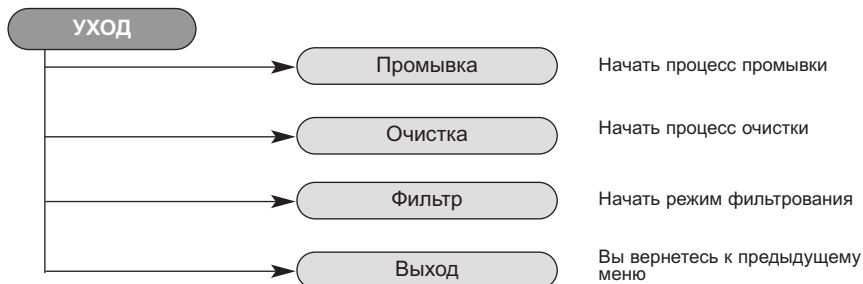 УХОД
Промывка
Начать процесс промывки
Очистка
Начать процесс очистки
Фильтр
Начать режим фильтрования
Выход
Вы вернетесь к предыдущему
меню